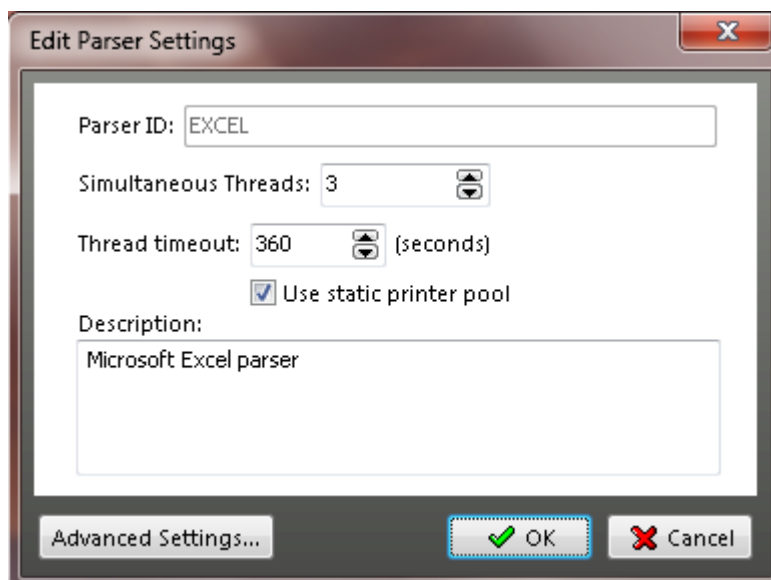 Edit Parser Settings
Parser ID: EXCEL
Simultaneous Threads: 3
Thread timeout: 360 (seconds)
Use static printer pool
Description:
Microsoft Excel parser
Advanced Settings... OK Cancel